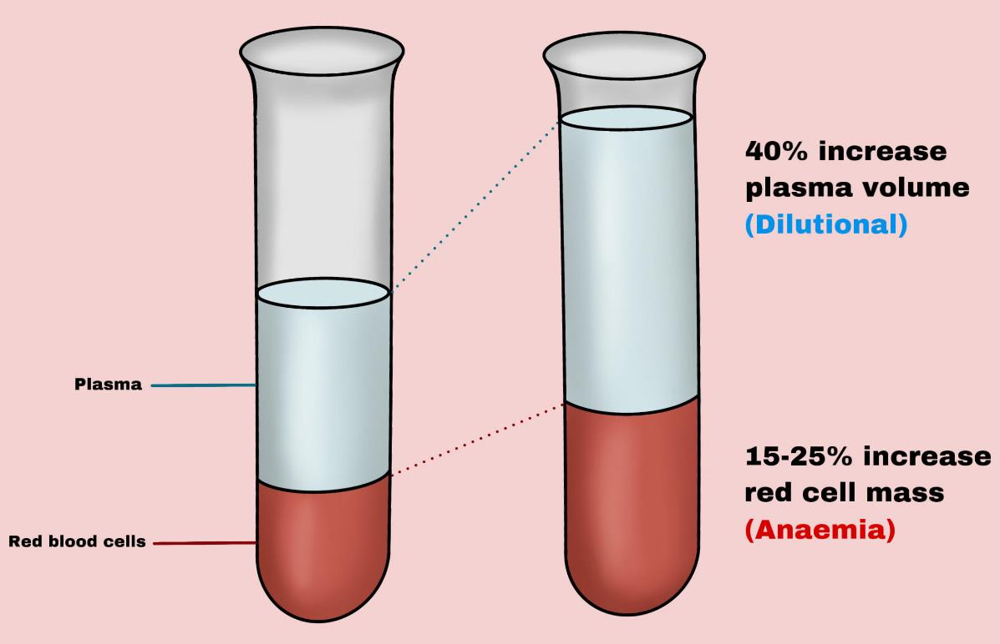 40% increase
plasma volume
(Dilutional)
Plasma
15-25% increase
red cell mass
(Anaemia)
Red blood cells